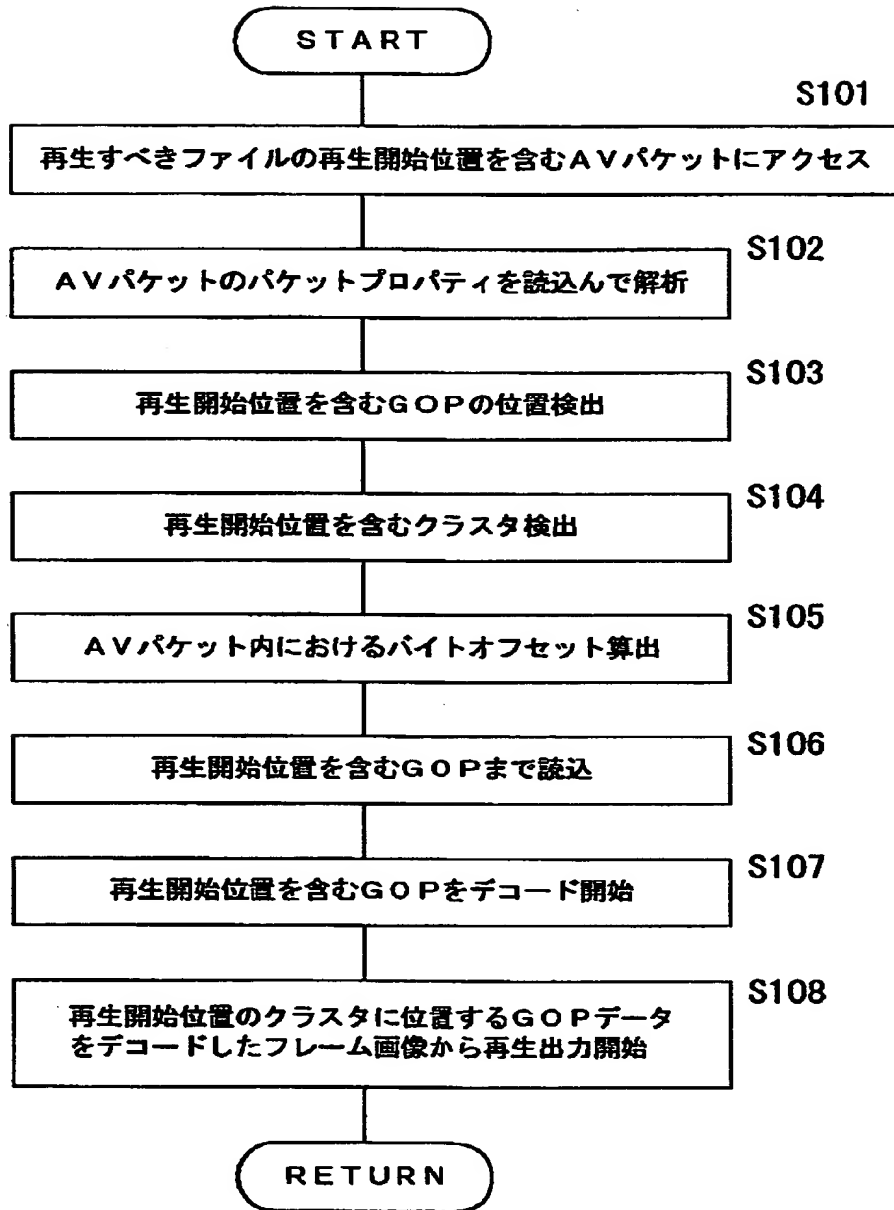 START
S101
再生すべきファイルの再生開始位置を含むAVパケットにアクセス
S102
AVパケットのパケットプロパティを読込んで解析
S103
再生開始位置を含むGOPの位置検出
S104
再生開始位置を含むクラスタ検出
S105
AVパケット内におけるバイトオフセット算出
S106
再生開始位置を含むGOPまで読込
S107
再生開始位置を含むGOPをデコード開始
S108
再生開始位置のクラスタに位置するGOPデータ
をデコードしたフレーム画像から再生出力開始
RETURN